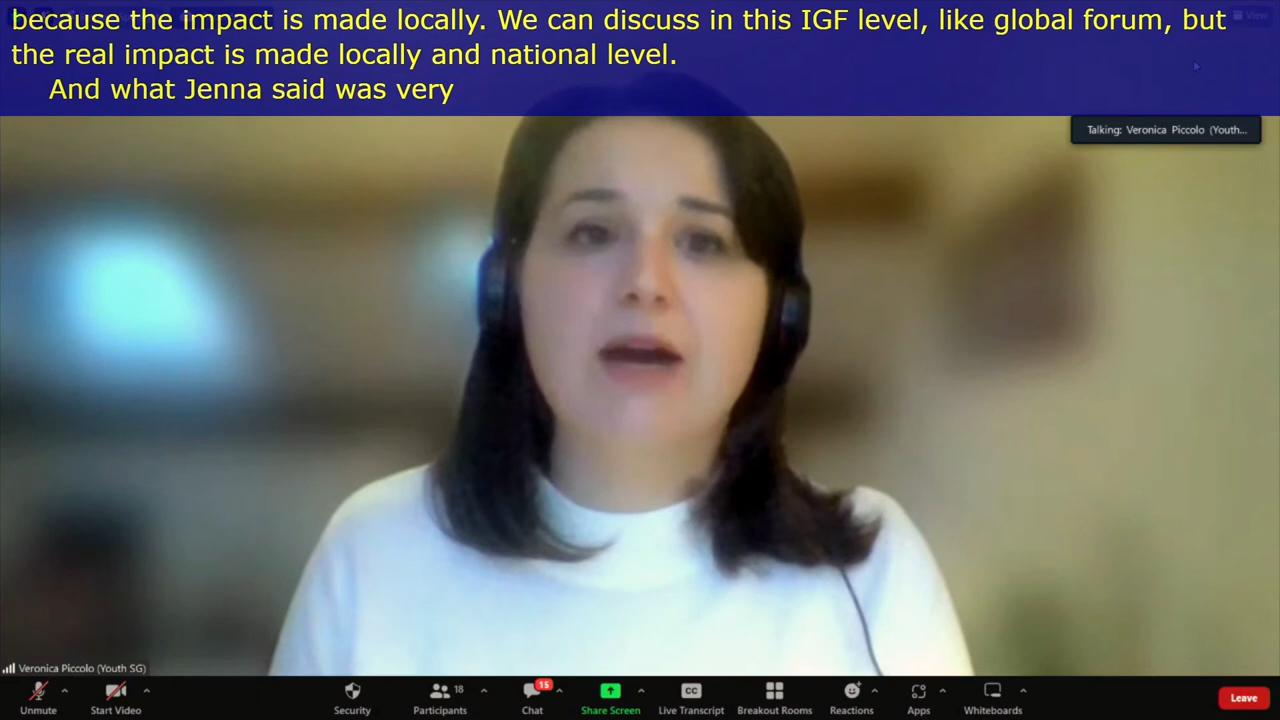 because the impact is made locally. We can discuss in this IGF level, like global forum, but
the real impact is made locally and national level.
And what Jenna said was very
View
Talking: Veronica Piccolo (Youth...
Veronica Piccolo (Youth SG)
Unmute
Start Video
Security
Participants
18
Chat
15
Share Screen
CC
Live Transcript
Breakout Rooms
Reactions
Apps
Whiteboards
Leave